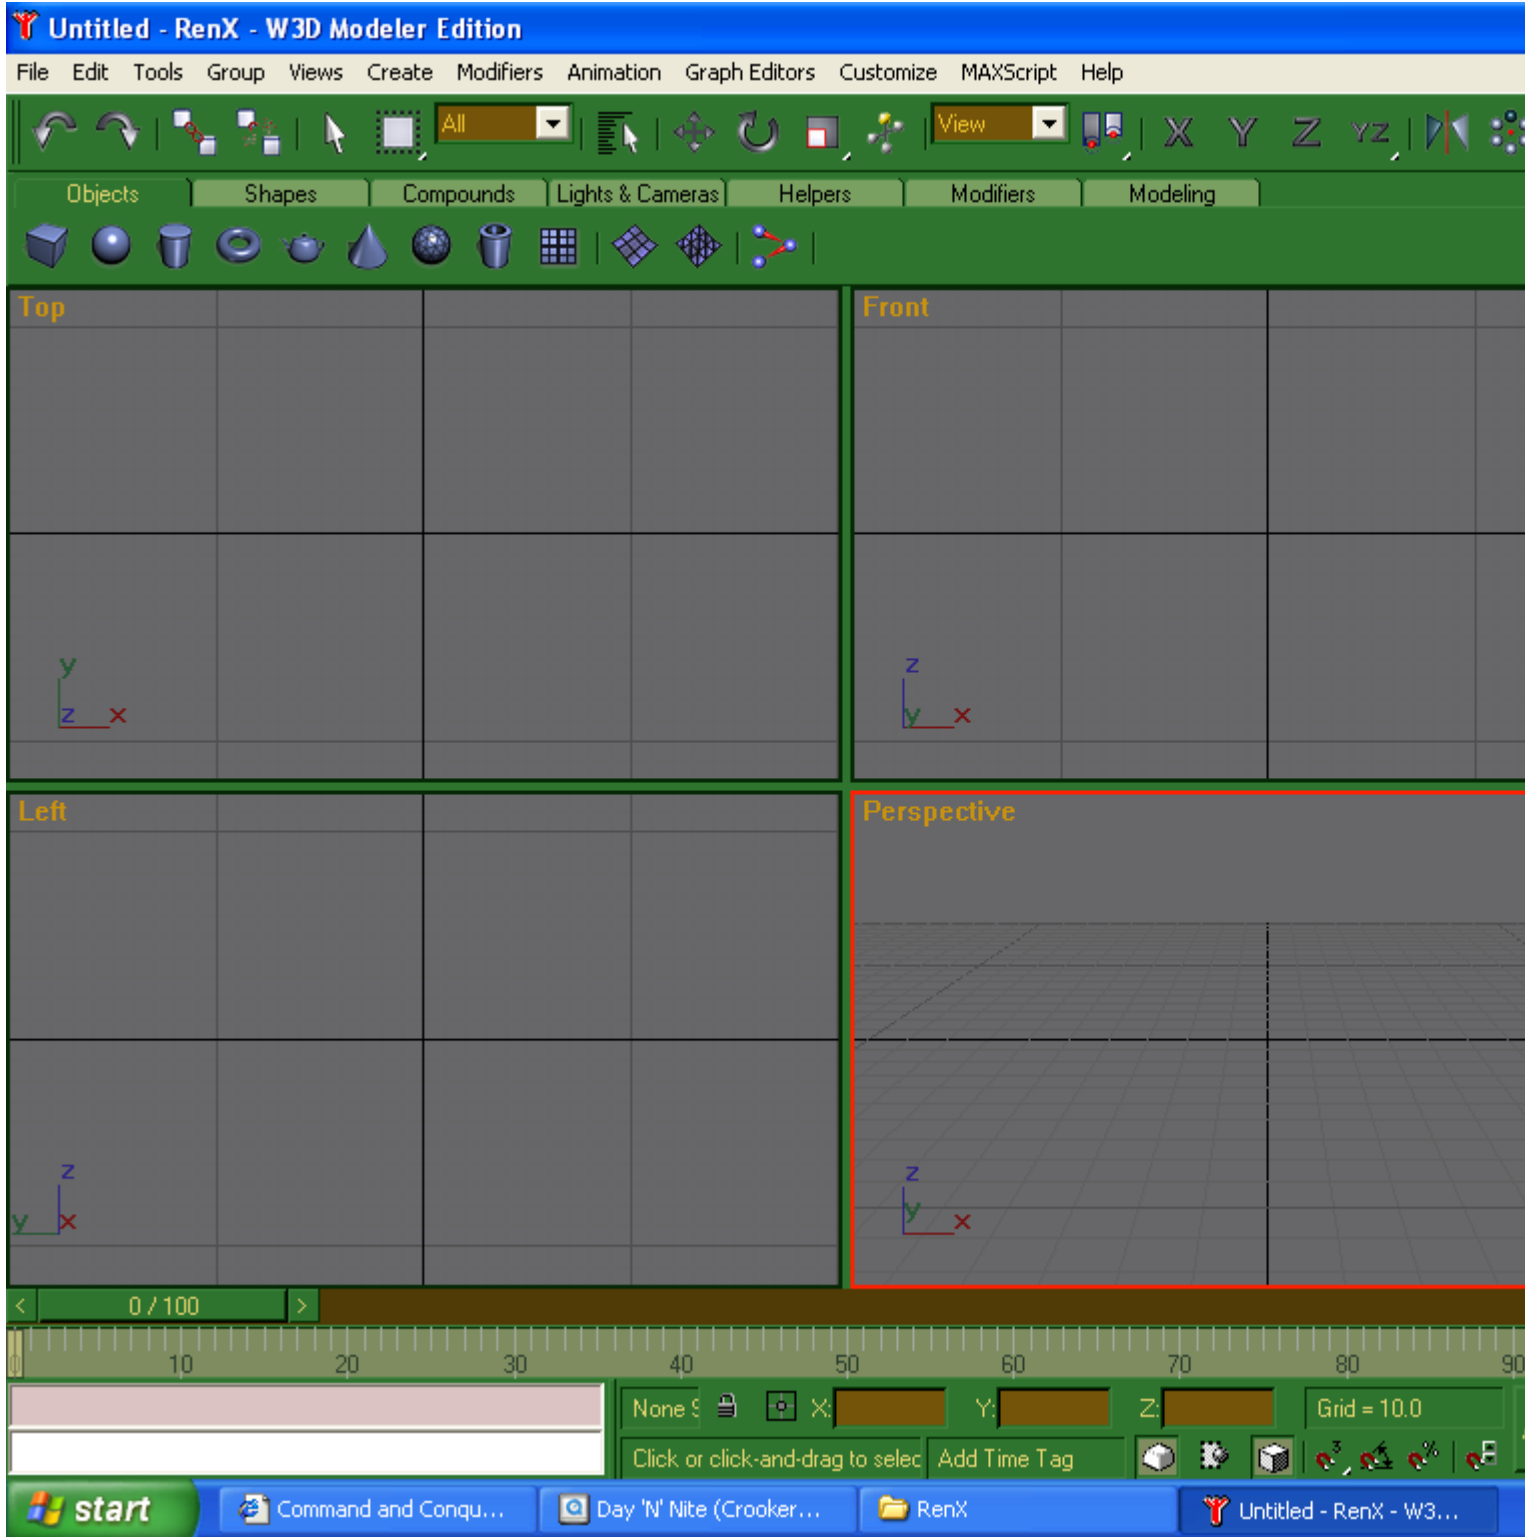 Untitled - RenX - W3D Modeler Edition
File Edit Tools Group Views Create Modifiers Animation Graph Editors Customize MAXScript Help
All View X Y Z YZ
Objects Shapes Compounds Lights & Cameras Helpers Modifiers Modeling
Top Front
y z
z x y x
Left Perspective
z z
y x y x
< 0 / 100 >
0 10 20 30 40 50 60 70 80 90
None S X: Y: Z: Grid = 10.0
Click or click-and-drag to selec Add Time Tag 3 %
start Command and Conqu... Day 'N' Nite (Crooker... RenX Untitled - RenX - W3...